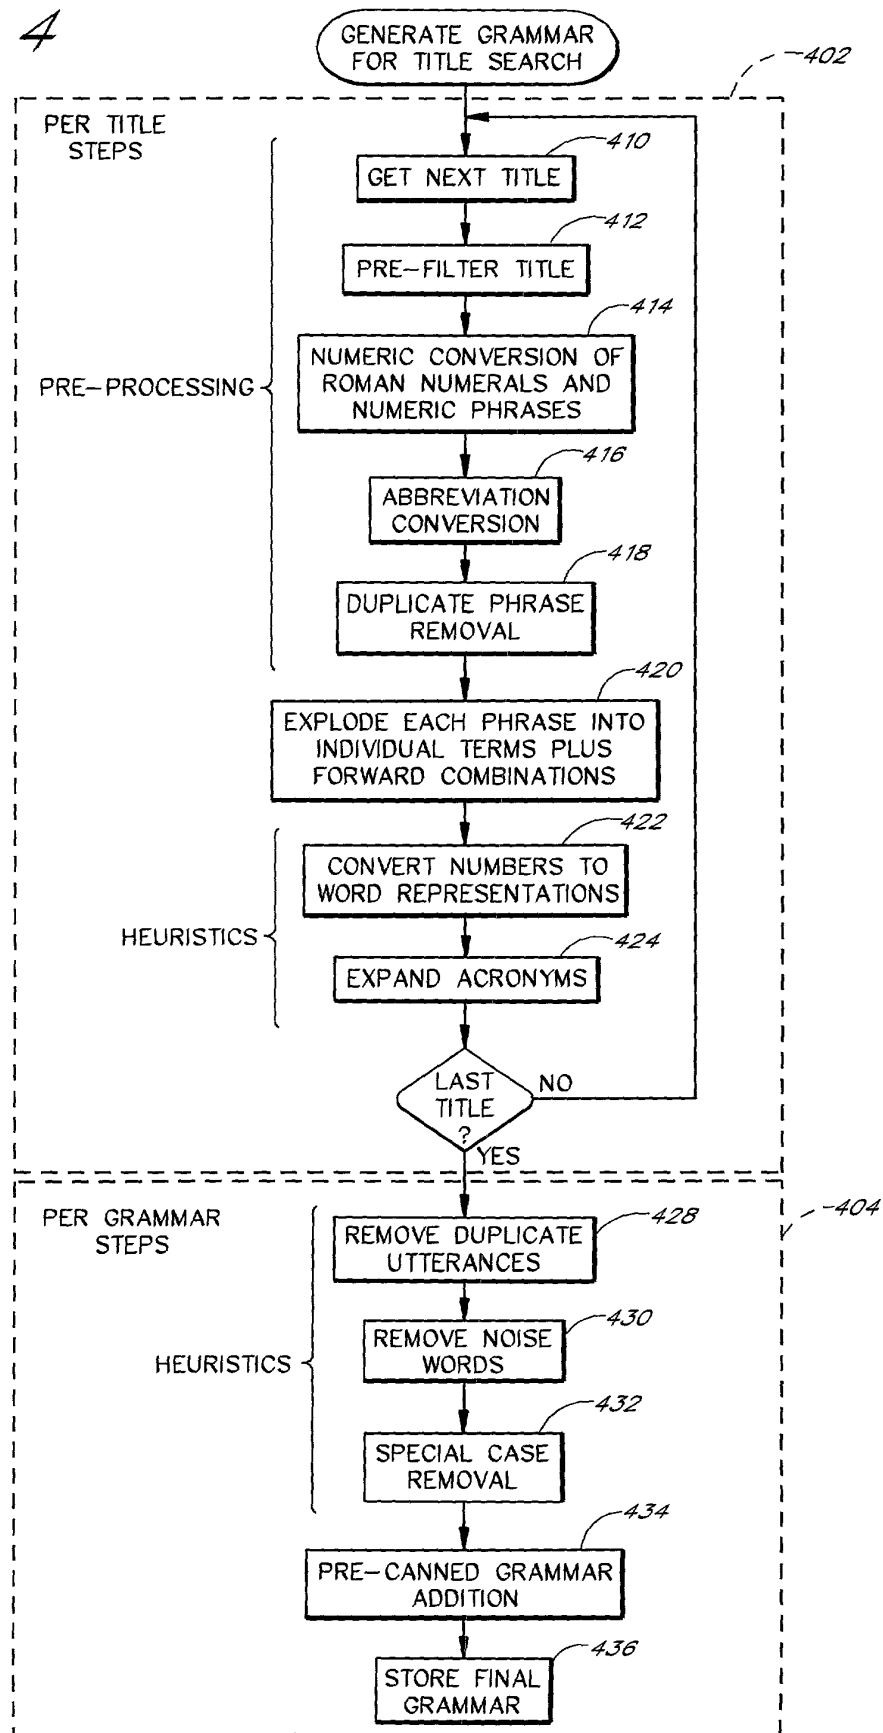 4
GENERATE GRAMMAR
FOR TITLE SEARCH
402
PER TITLE
STEPS
410
GET NEXT TITLE
412
PRE-FILTER TITLE
414
NUMERIC CONVERSION OF
ROMAN NUMERALS AND
NUMERIC PHRASES
PRE-PROCESSING
416
ABBREVIATION
CONVERSION
418
DUPLICATE PHRASE
REMOVAL
420
EXPLODE EACH PHRASE INTO
INDIVIDUAL TERMS PLUS
FORWARD COMBINATIONS
422
CONVERT NUMBERS TO
WORD REPRESENTATIONS
HEURISTICS
424
EXPAND ACRONYMS
LAST
TITLE
?
NO
YES
PER GRAMMAR
STEPS
404
428
REMOVE DUPLICATE
UTTERANCES
430
REMOVE NOISE
WORDS
HEURISTICS
432
SPECIAL CASE
REMOVAL
434
PRE-CANNED GRAMMAR
ADDITION
436
STORE FINAL
GRAMMAR